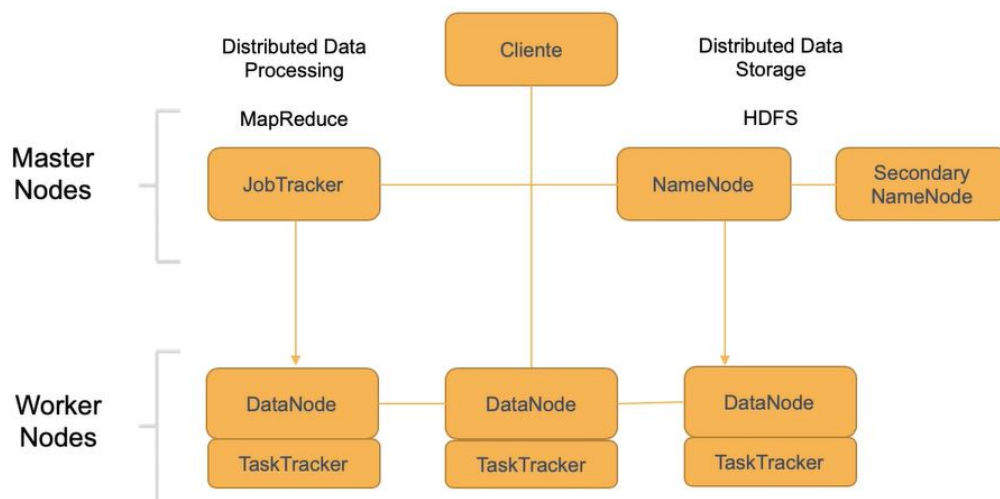 Distributed Data
Processing
Cliente
Distributed Data
Storage
MapReduce
HDFS
Master
Nodes
JobTracker
NameNode
Secondary
NameNode
Worker
Nodes
DataNode
DataNode
DataNode
TaskTracker
TaskTracker
TaskTracker